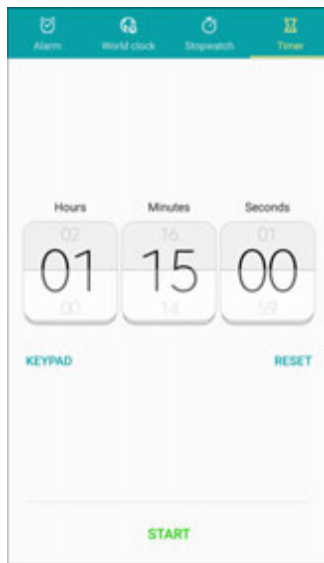 Alarm World clock Stopwatch Timer
Hours Minutes Seconds
02 16 01
01 15 00
00 14 59
KEYPAD RESET
START